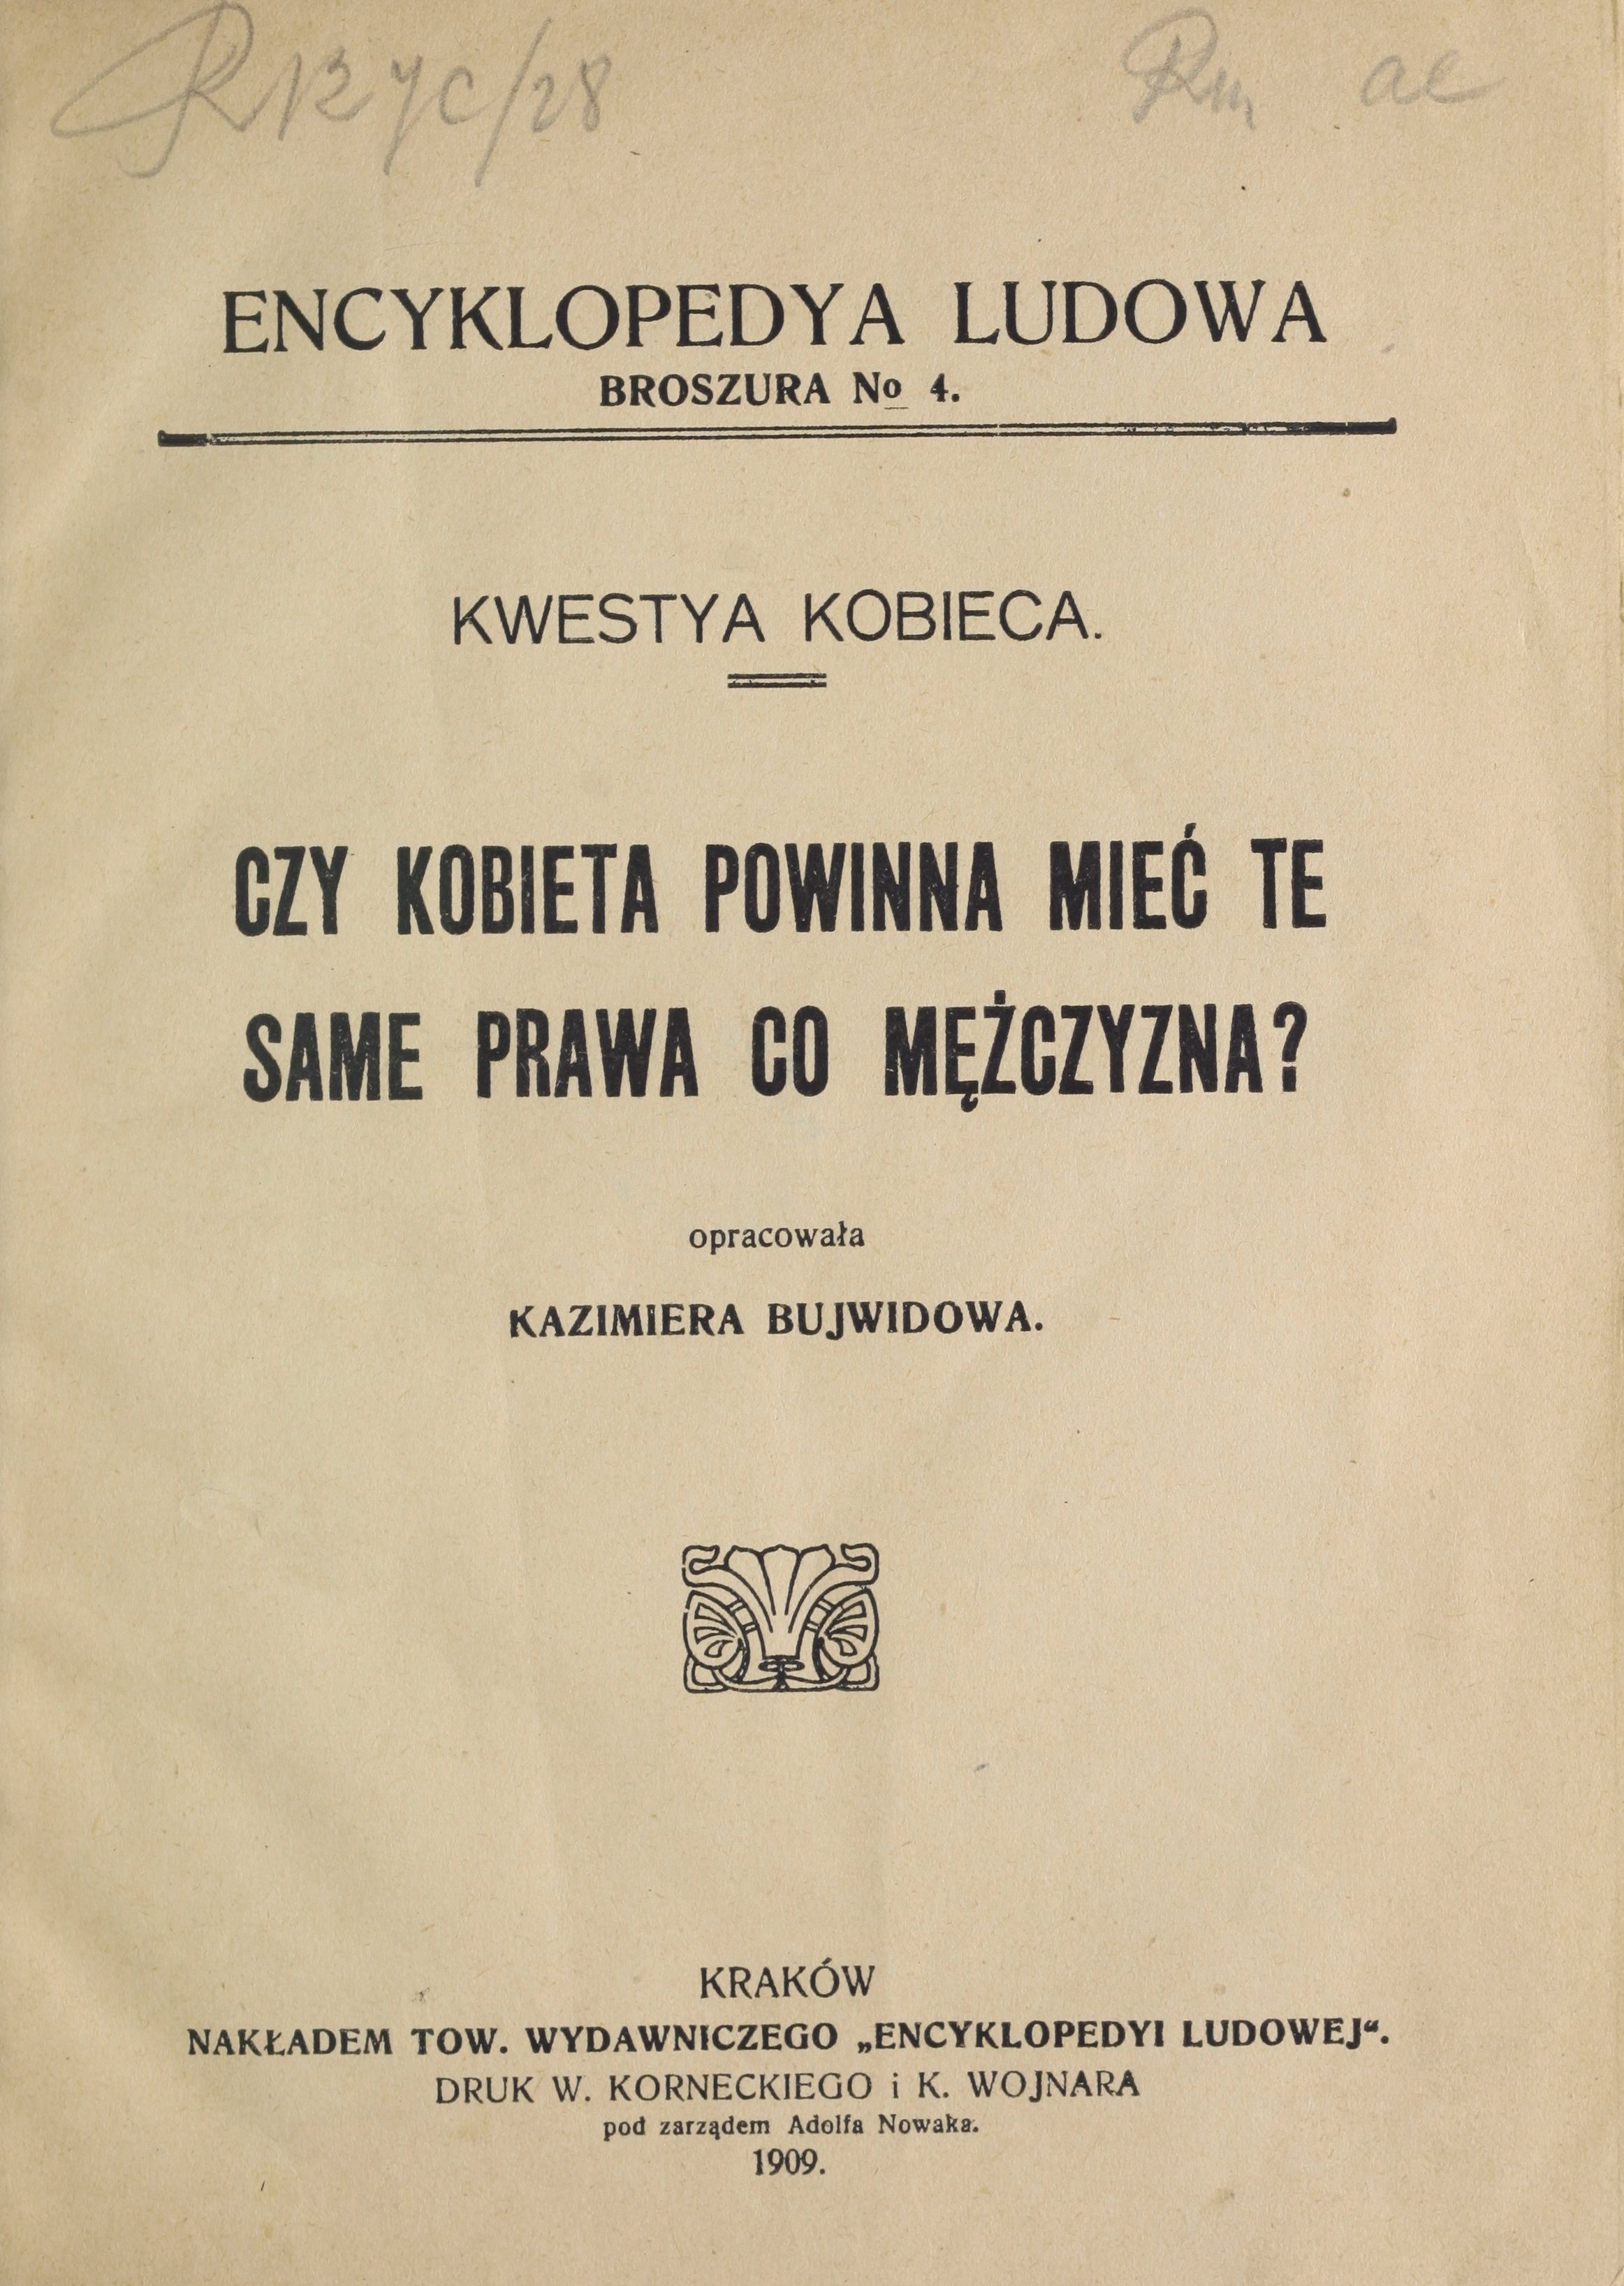 ENCYKLOPEDYA LUDOWA
BROSZURA No 4.
KWESTYA KOBIECA.
CZY KOBIETA POWINNA MIEĆ TE
SAME PRAWA CO MĘŻCZYZNA?
opracowała
KAZIMIERA BUJWIDOWA.
KRAKÓW
NAKŁADEM TOW. WYDAWNICZEGO „ENCYKLOPEDYI LUDOWEJ“.
DRUK W. KORNECKIEGO i K. WOJNARA
pod zarządem Adolfa Nowaka.
1909.